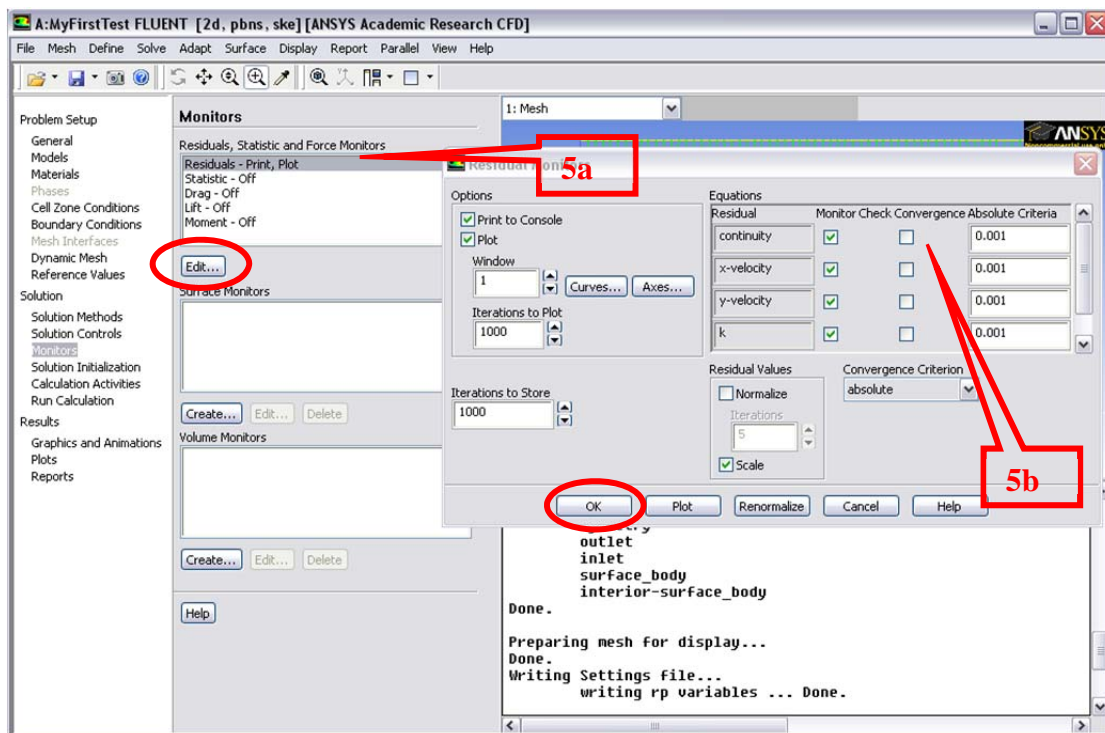 A:MyFirstTest FLUENT [2d, pbns, ske] [ANSYS Academic Research CFD]
File Mesh Define Solve Adapt Surface Display Report Parallel View Help
Problem Setup
General
Models
Materials
Phases
Cell Zone Conditions
Boundary Conditions
Mesh Interfaces
Dynamic Mesh
Reference Values
Solution
Solution Methods
Solution Controls
Monitors
Solution Initialization
Calculation Activities
Run Calculation
Results
Graphics and Animations
Plots
Reports
Monitors
Residuals, Statistic and Force Monitors
Residuals - Print, Plot
Statistic - Off
Drag - Off
Lift - Off
Moment - Off
Edit...
Surface Monitors
Create... Edit... Delete
Volume Monitors
Create... Edit... Delete
Help
1: Mesh
ANSYS
Noncommercial use only
5a
Residual Monitors
Options
Print to Console
Plot
Window
1
Curves... Axes...
Iterations to Plot
1000
Iterations to Store
1000
Equations
Residual Monitor Check Convergence Absolute Criteria
continuity 0.001
x-velocity 0.001
y-velocity 0.001
k 0.001
Residual Values
Normalize
Iterations
5
Scale
Convergence Criterion
absolute
5b
OK Plot Renormalize Cancel Help
outlet
inlet
surface_body
interior-surface_body
Done.
Preparing mesh for display...
Done.
Writing Settings file...
writing rp variables ... Done.